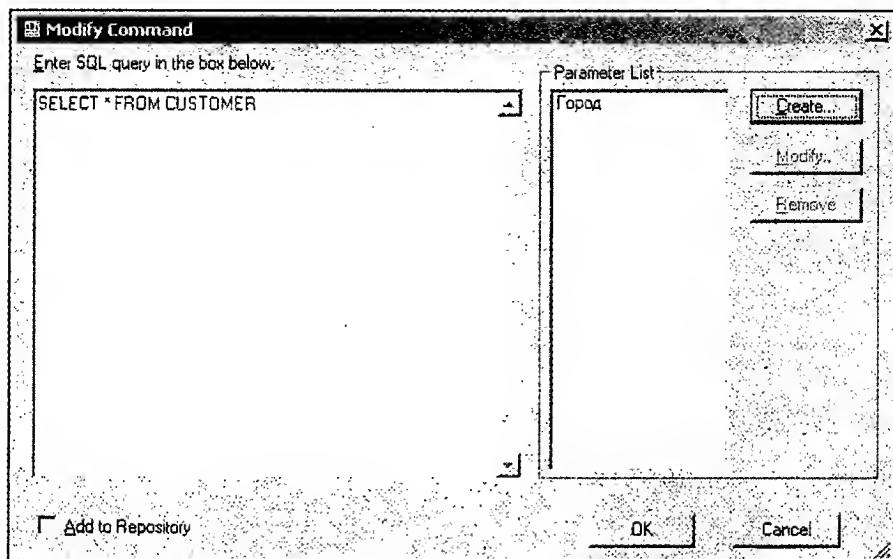 Modify Command
Enter SQL query in the box below.
SELECT * FROM CUSTOMER
Parameter List
Город
Create...
Modify...
Remove
Add to Repository
OK
Cancel